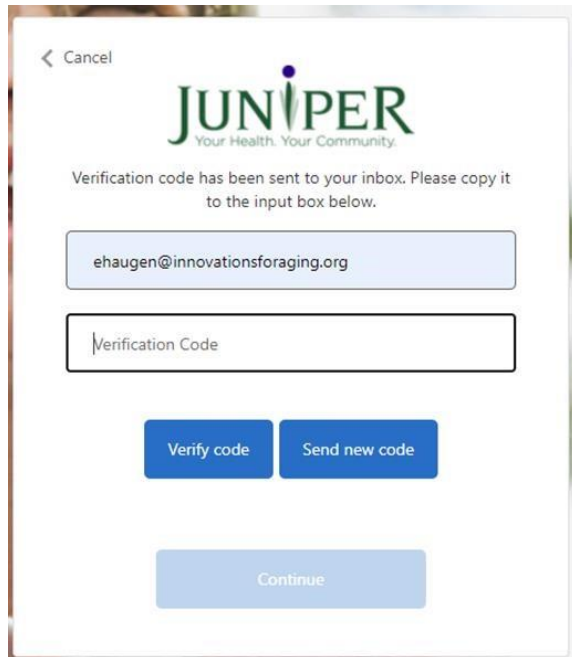 Cancel
JUNIPER
Your Health. Your Community.
Verification code has been sent to your inbox. Please copy it
to the input box below.
ehaugen@innovationsforaging.org
Verification Code
Verify code Send new code
Continue